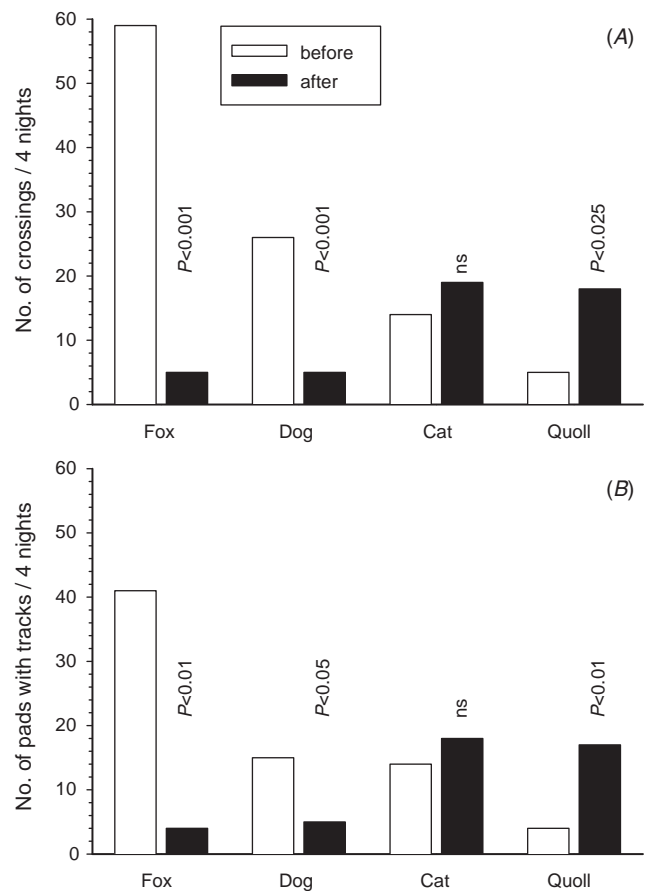 No. of crossings / 4 nights
60
50
40
30
20
10
0
before
after
(A)
P<0.001
P<0.001
ns
P<0.025
Fox Dog Cat Quoll
No. of pads with tracks / 4 nights
60
50
40
30
20
10
0
(B)
P<0.01
P<0.05
ns
P<0.01
Fox Dog Cat Quoll